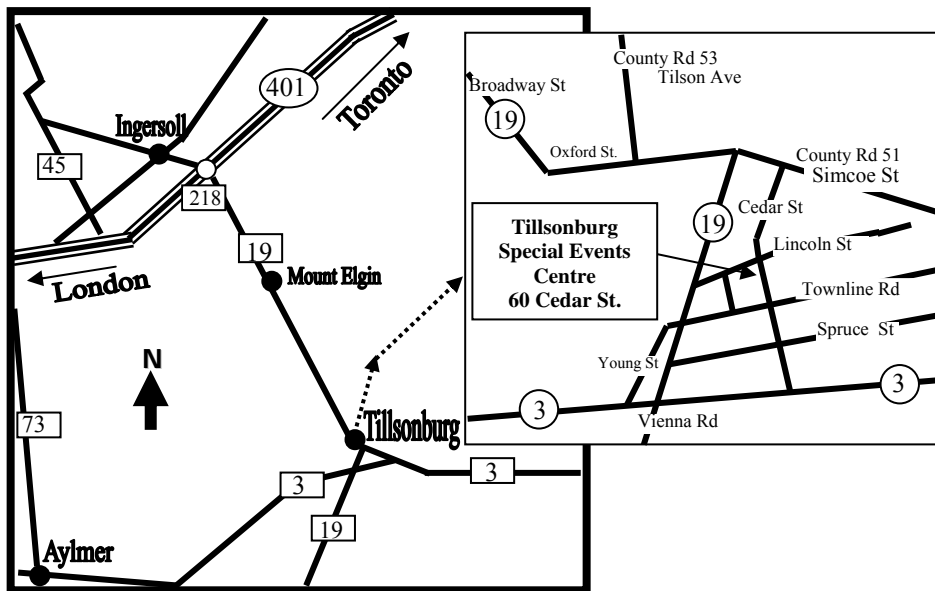 401
Toronto
Ingersoll
45
218
19
Mount Elgin
London
N
73
Tillsonburg
3
3
19
Aylmer
County Rd 53
Tilson Ave
Broadway St
19
Oxford St.
County Rd 51
Simcoe St
Cedar St
19
Lincoln St
Tillsonburg
Special Events
Centre
60 Cedar St.
Townline Rd
Spruce St
Young St
3
3
Vienna Rd